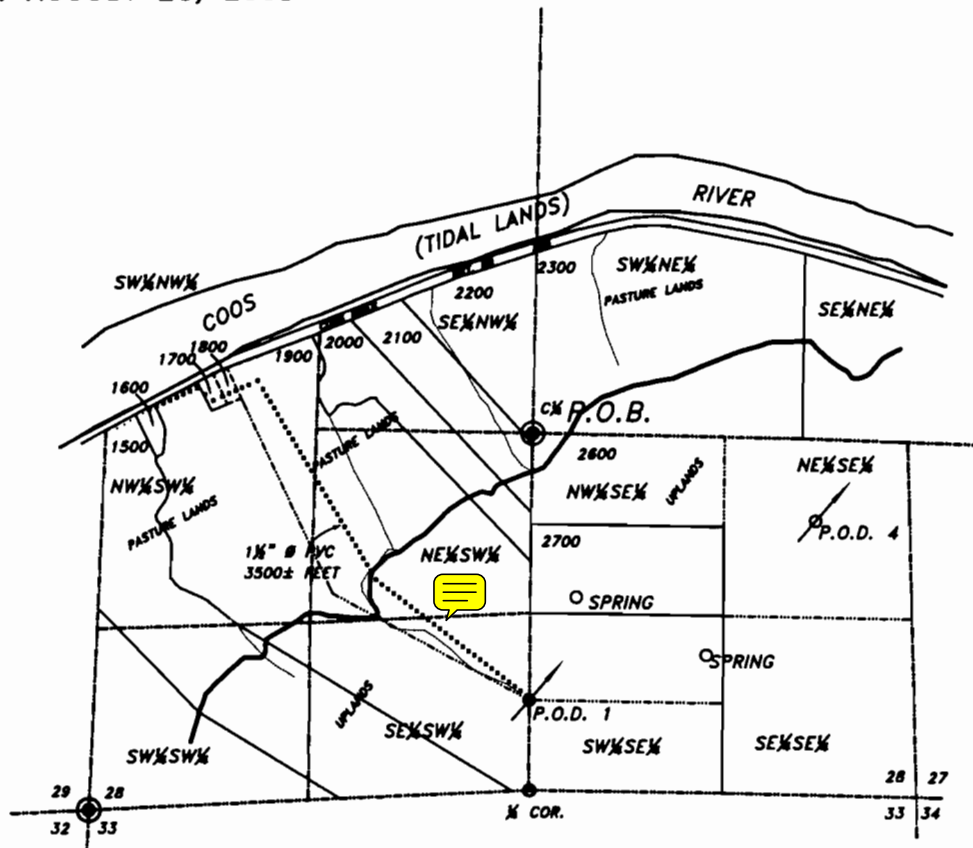 RIVER
(TIDAL LANDS)
COOS
SW¼NW¼
2300
SW¼NE¼
PASTURE LANDS
2200
SE¼NW¼
SE¼NE¼
2100
2000
1900
1800
1700
1600
1500
C¼ P.O.B.
PASTURE LANDS
2600
NE¼SE¼
NW¼SW¼
NW¼SE¼
UPLANDS
PASTURE LANDS
P.O.D. 4
2700
1½" Ø PVC
3500± FEET
NE¼SW¼
SPRING
SPRING
UPLANDS
P.O.D. 1
SE¼SW¼
SW¼SE¼
SE¼SE¼
SW¼SW¼
29 28
28 27
32 33
33 34
¼ COR.